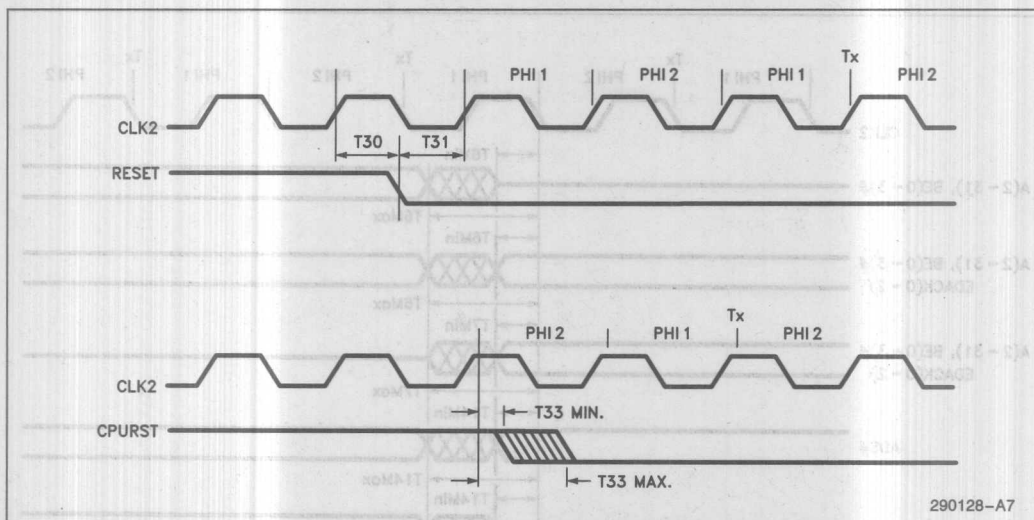 PHI 1 PHI 2 PHI 1 Tx PHI 2
CLK2
T30 T31
RESET
PHI 2 PHI 1 Tx PHI 2
CLK2
T33 MIN.
CPURST
T33 MAX.
290128-A7